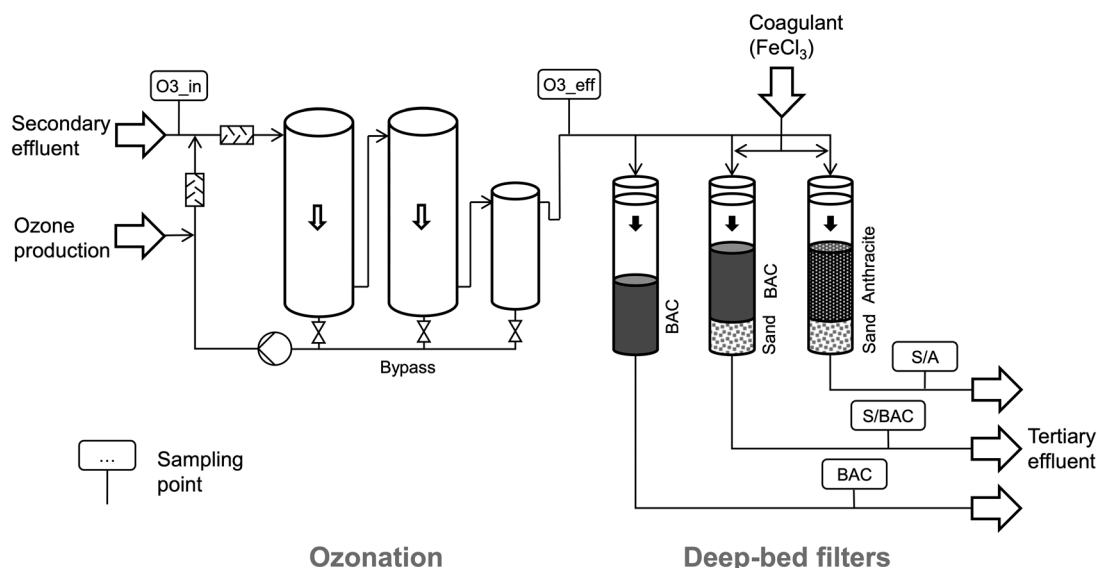 Coagulant
(FeCl3)
O3_in
O3_eff
Secondary
effluent
Ozone
production
Bypass
BAC
Sand BAC
Sand Anthracite
S/A
S/BAC
BAC
Tertiary
effluent
...
Sampling
point
Ozonation
Deep-bed filters